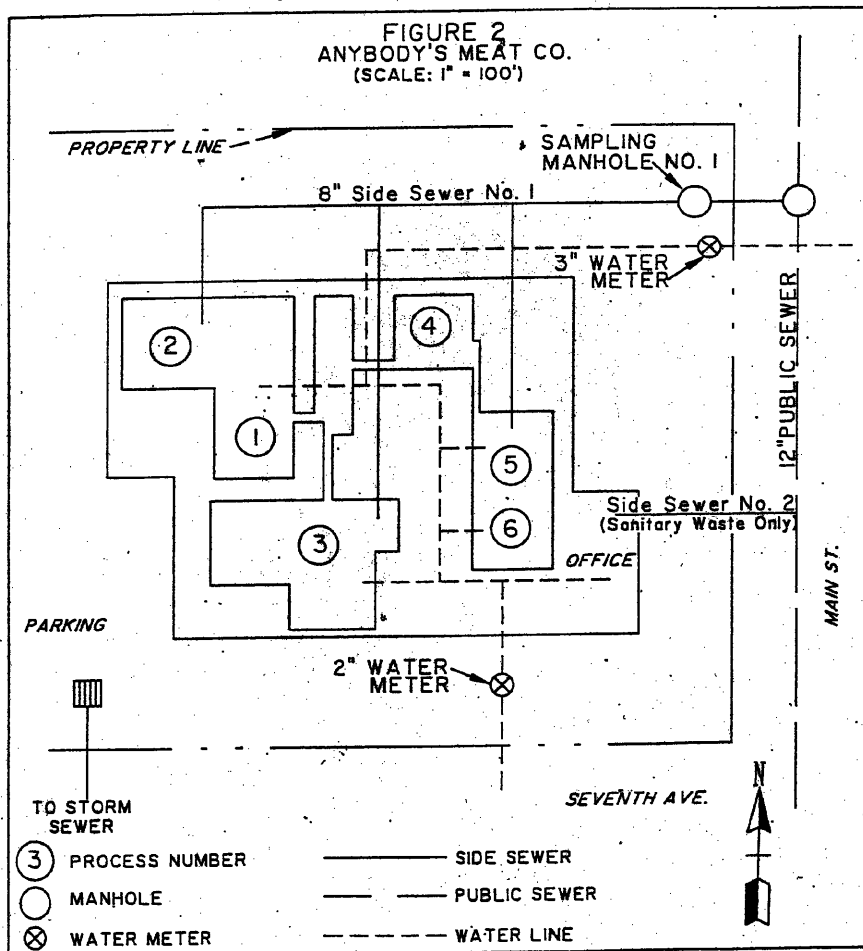 FIGURE 2
ANYBODY'S MEAT CO.
(SCALE: 1" = 100')
PROPERTY LINE
SAMPLING
MANHOLE NO. 1
8" Side Sewer No. 1
3" WATER
METER
12" PUBLIC SEWER
2
4
1
5
6
3
Side Sewer No. 2
(Sanitary Waste Only)
OFFICE
MAIN ST.
PARKING
2" WATER
METER
SEVENTH AVE.
N
TO STORM
SEWER
3 PROCESS NUMBER
SIDE SEWER
MANHOLE
PUBLIC SEWER
WATER METER
WATER LINE